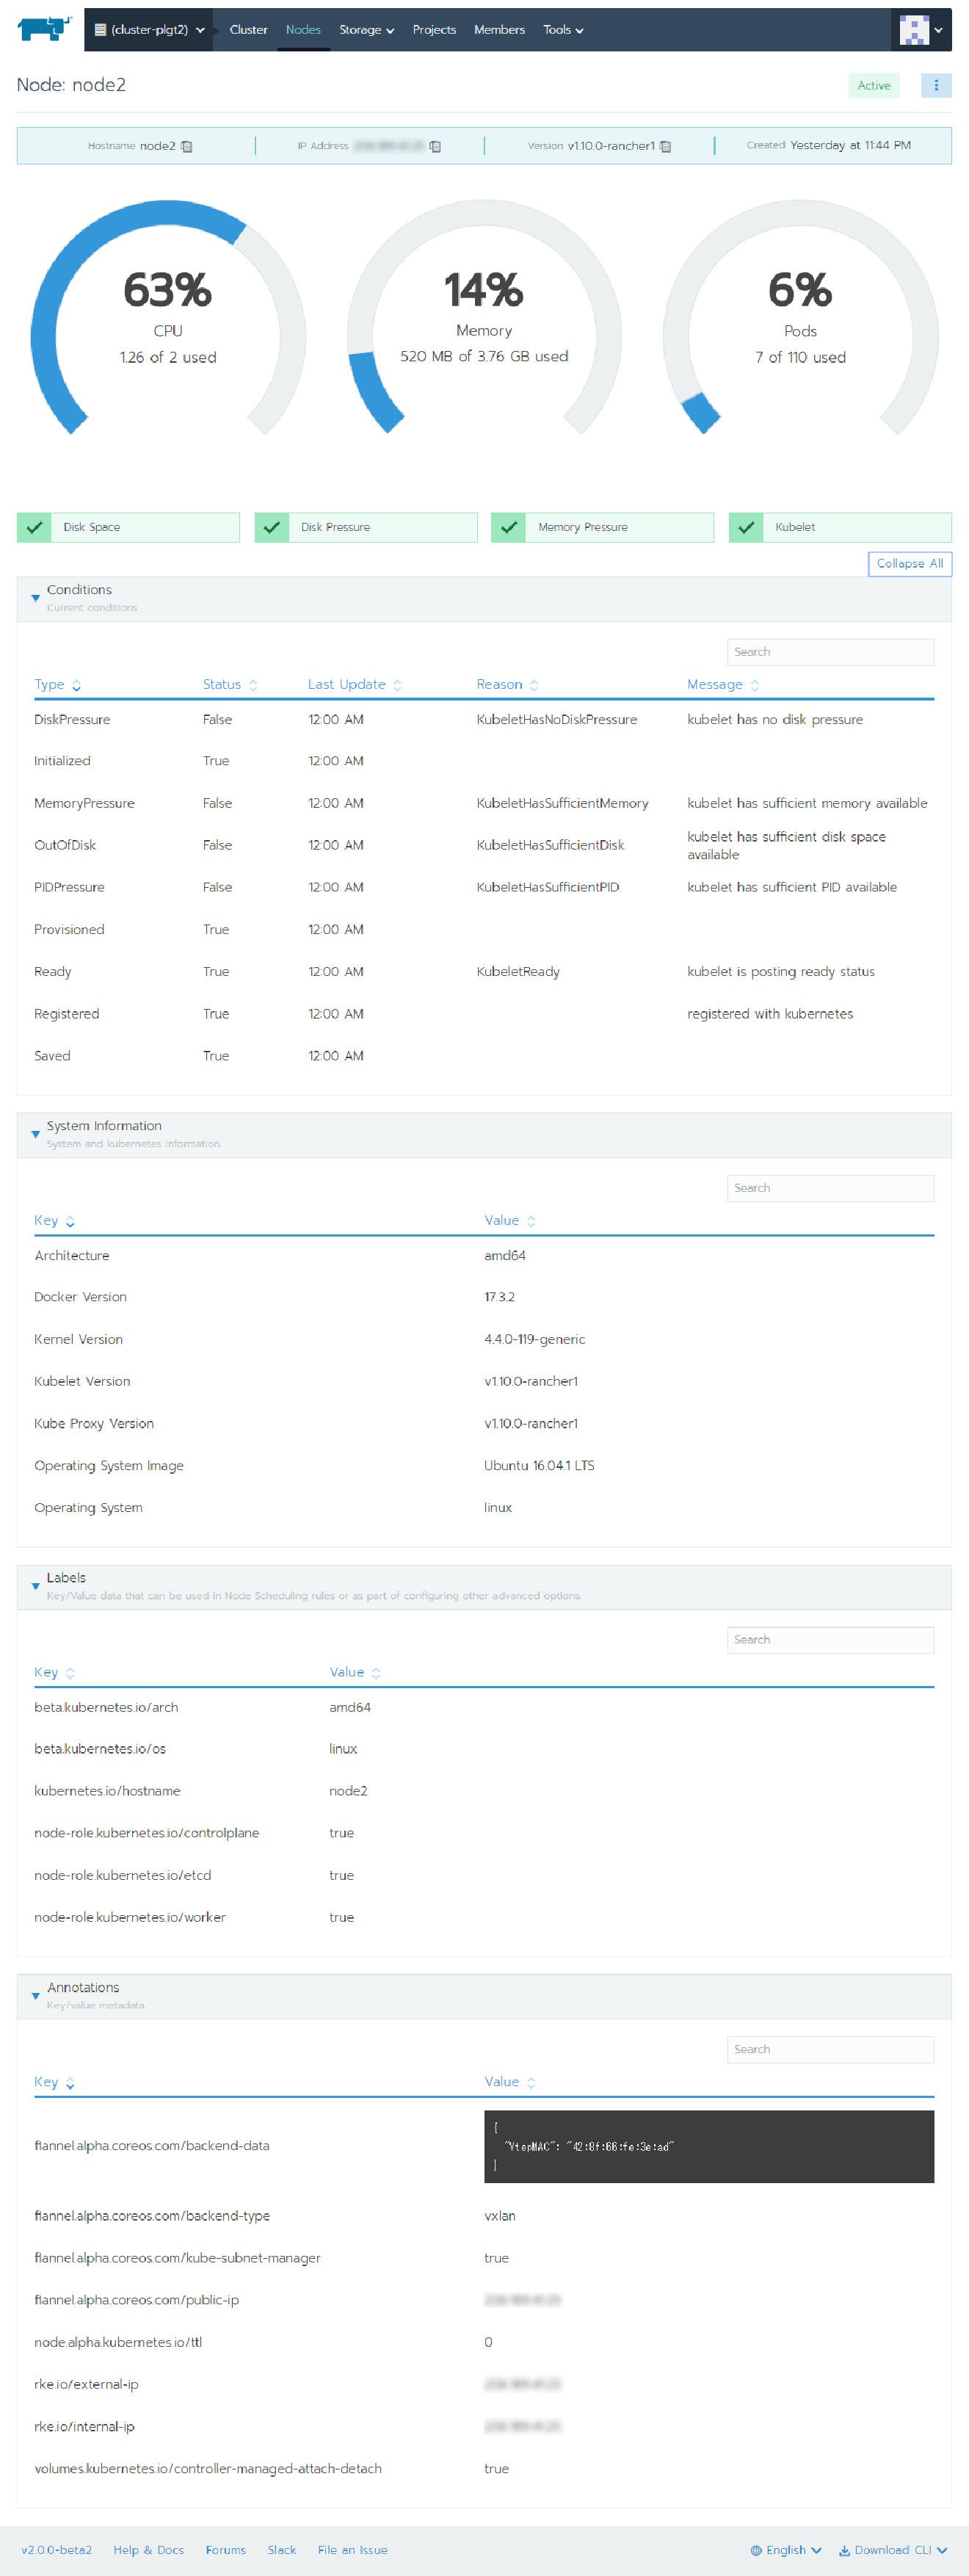 (cluster-plgt2) Cluster Nodes Storage Projects Members Tools
Node: node2 Active
Hostname node2 IP Address Version v1.10.0-rancher1 Created Yesterday at 11:44 PM
63% 14% 6%
CPU Memory Pods
1.26 of 2 used 520 MB of 3.76 GB used 7 of 110 used
Disk Space Disk Pressure Memory Pressure Kubelet
Collapse All
Conditions
Current conditions
Search
Type Status Last Update Reason Message
DiskPressure False 12:00 AM KubeletHasNoDiskPressure kubelet has no disk pressure
Initialized True 12:00 AM
MemoryPressure False 12:00 AM KubeletHasSufficientMemory kubelet has sufficient memory available
OutOfDisk False 12:00 AM KubeletHasSufficientDisk kubelet has sufficient disk space
available
PIDPressure False 12:00 AM KubeletHasSufficientPID kubelet has sufficient PID available
Provisioned True 12:00 AM
Ready True 12:00 AM KubeletReady kubelet is posting ready status
Registered True 12:00 AM registered with kubernetes
Saved True 12:00 AM
System Information
System and kubernetes information.
Search
Key Value
Architecture amd64
Docker Version 17.3.2
Kernel Version 4.4.0-119-generic
Kubelet Version v1.10.0-rancher1
Kube Proxy Version v1.10.0-rancher1
Operating System Image Ubuntu 16.04.1 LTS
Operating System linux
Labels
Key/Value data that can be used in Node Scheduling rules or as part of configuring other advanced options.
Search
Key Value
beta.kubernetes.io/arch amd64
beta.kubernetes.io/os linux
kubernetes.io/hostname node2
node-role.kubernetes.io/controlplane true
node-role.kubernetes.io/etcd true
node-role.kubernetes.io/worker true
Annotations
Key/value metadata.
Search
Key Value
{
flannel.alpha.coreos.com/backend-data "VtepMAC": "42:8f:66:fe:3e:ad"
}
flannel.alpha.coreos.com/backend-type vxlan
flannel.alpha.coreos.com/kube-subnet-manager true
flannel.alpha.coreos.com/public-ip
node.alpha.kubernetes.io/ttl 0
rke.io/external-ip
rke.io/internal-ip
volumes.kubernetes.io/controller-managed-attach-detach true
v2.0.0-beta2 Help & Docs Forums Slack File an Issue English Download CLI